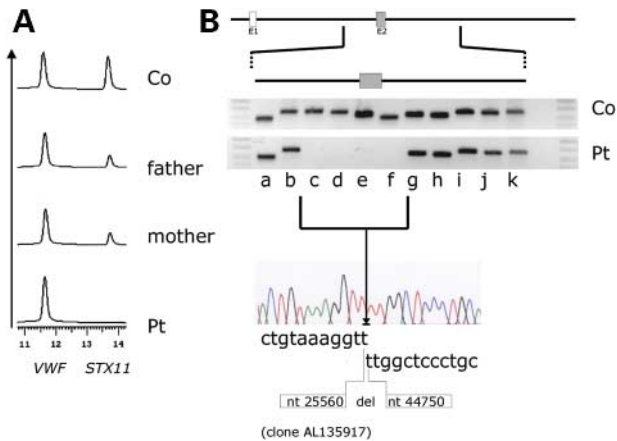 A
B
E1
E2
Co
father
mother
Pt
11 12 13 14
VWF STX11
Co
Pt
a b c d e f g h i j k
ctgtaaaggtt
ttggctccctgc
nt 25560 del nt 44750
(clone AL135917)